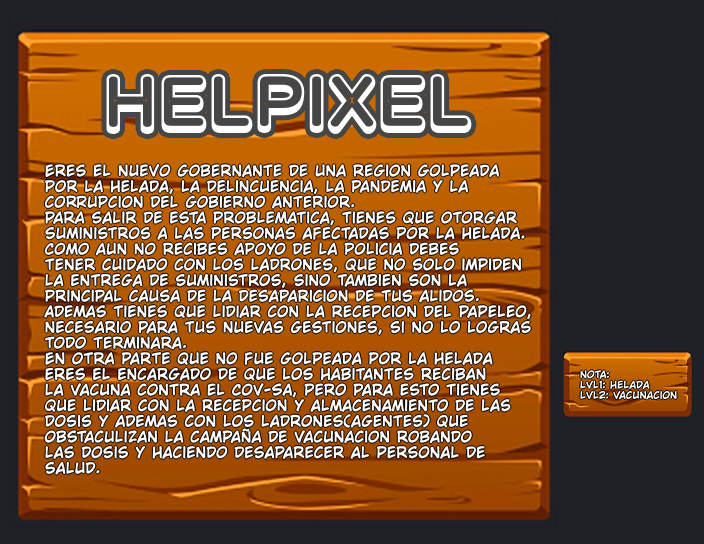 HELPIXEL
ERES EL NUEVO GOBERNANTE DE UNA REGION GOLPEADA
POR LA HELADA, LA DELINCUENCIA, LA PANDEMIA Y LA
CORRUPCION DEL GOBIERNO ANTERIOR.
PARA SALIR DE ESTA PROBLEMATICA, TIENES QUE OTORGAR
SUMINISTROS A LAS PERSONAS AFECTADAS POR LA HELADA.
COMO AUN NO RECIBES APOYO DE LA POLICIA DEBES
TENER CUIDADO CON LOS LADRONES, QUE NO SOLO IMPIDEN
LA ENTREGA DE SUMINISTROS, SINO TAMBIEN SON LA
PRINCIPAL CAUSA DE LA DESAPARICION DE TUS ALIDOS.
ADEMAS TIENES QUE LIDIAR CON LA RECEPCION DEL PAPELEO,
NECESARIO PARA TUS NUEVAS GESTIONES, SI NO LO LOGRAS
TODO TERMINARA.
EN OTRA PARTE QUE NO FUE GOLPEADA POR LA HELADA
ERES EL ENCARGADO DE QUE LOS HABITANTES RECIBAN
LA VACUNA CONTRA EL COV-SA, PERO PARA ESTO TIENES
QUE LIDIAR CON LA RECEPCION Y ALMACENAMIENTO DE LAS
DOSIS Y ADEMAS CON LOS LADRONES(AGENTES) QUE
OBSTACULIZAN LA CAMPAÑA DE VACUNACION ROBANDO
LAS DOSIS Y HACIENDO DESAPARECER AL PERSONAL DE
SALUD.
NOTA:
LVL1: HELADA
LVL2: VACUNACION